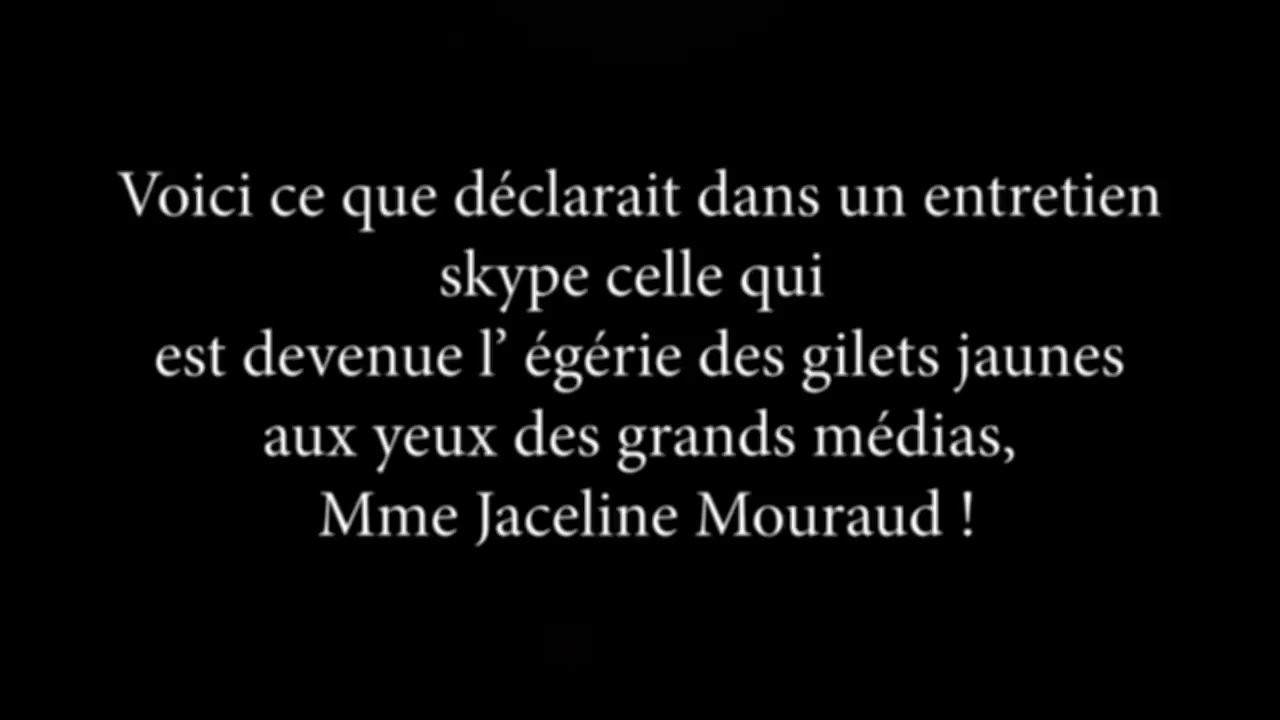 Voici ce que déclarait dans un entretien
skype celle qui
est devenue l’ égérie des gilets jaunes
aux yeux des grands médias,
Mme Jaceline Mouraud !